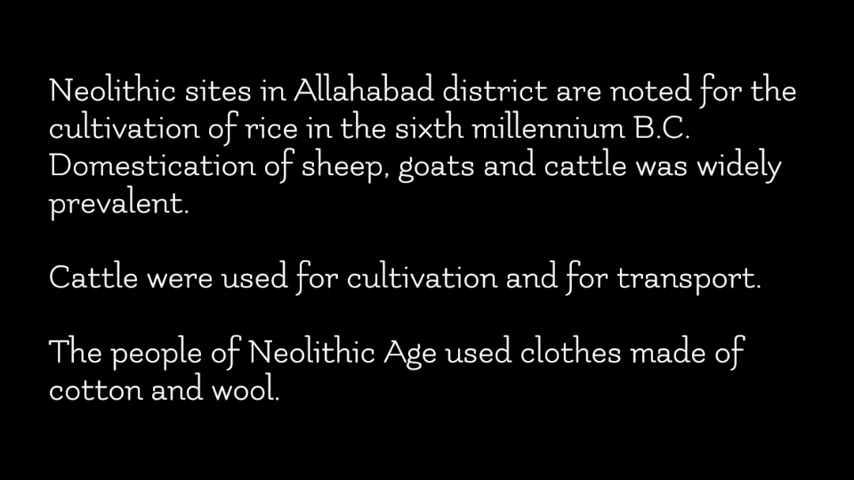 Neolithic sites in Allahabad district are noted for the
cultivation of rice in the sixth millennium B.C.
Domestication of sheep, goats and cattle was widely
prevalent.
Cattle were used for cultivation and for transport.
The people of Neolithic Age used clothes made of
cotton and wool.